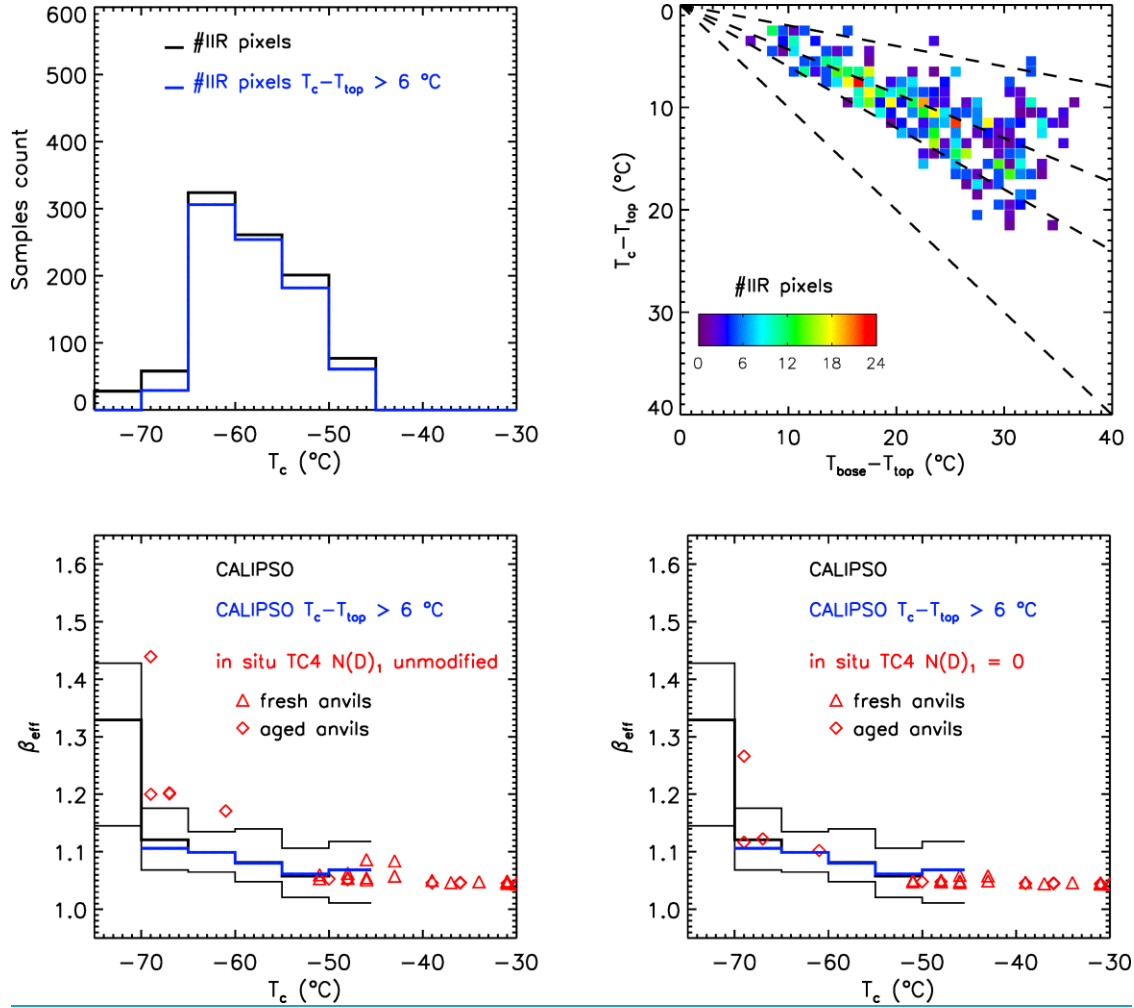 600
500
400
300
200
100
0
Samples count
#IIR pixels
#IIR pixels Tc−Ttop > 6 °C
−70 −60 −50 −40 −30
Tc (°C)
0
10
20
30
40
Tc−Ttop (°C)
#IIR pixels
0 6 12 18 24
0 10 20 30 40
Tbase−Ttop (°C)
1.6
1.5
1.4
1.3
1.2
1.1
1.0
βeff
CALIPSO
CALIPSO Tc−Ttop > 6 °C
in situ TC4 N(D)1 unmodified
fresh anvils
aged anvils
−70 −60 −50 −40 −30
Tc (°C)
1.6
1.5
1.4
1.3
1.2
1.1
1.0
βeff
CALIPSO
CALIPSO Tc−Ttop > 6 °C
in situ TC4 N(D)1 = 0
fresh anvils
aged anvils
−70 −60 −50 −40 −30
Tc (°C)